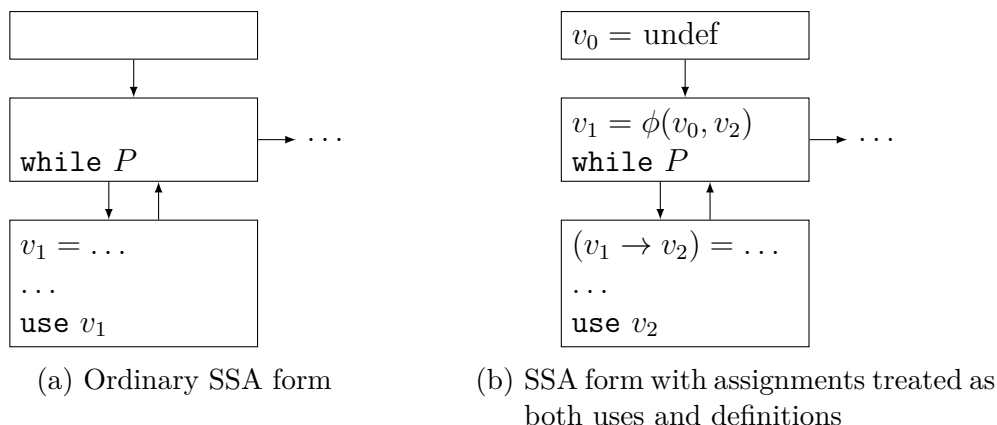 while P
⋯
v₁ = …
…
use v₁
(a) Ordinary SSA form
v₀ = undef
v₁ = ϕ(v₀, v₂)
while P
⋯
(v₁ → v₂) = …
…
use v₂
(b) SSA form with assignments treated as
both uses and definitions